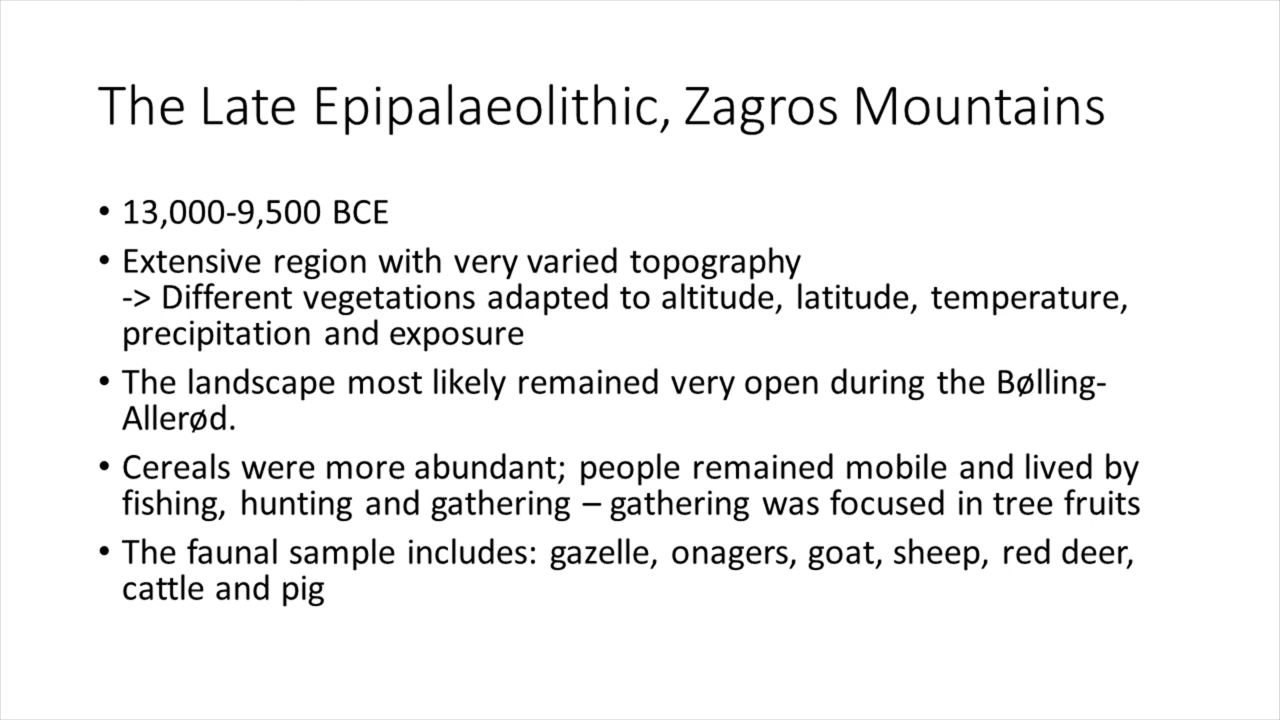 The Late Epipalaeolithic, Zagros Mountains
• 13,000-9,500 BCE
• Extensive region with very varied topography
-> Different vegetations adapted to altitude, latitude, temperature,
precipitation and exposure
• The landscape most likely remained very open during the Bølling-
Allerød.
• Cereals were more abundant; people remained mobile and lived by
fishing, hunting and gathering – gathering was focused in tree fruits
• The faunal sample includes: gazelle, onagers, goat, sheep, red deer,
cattle and pig